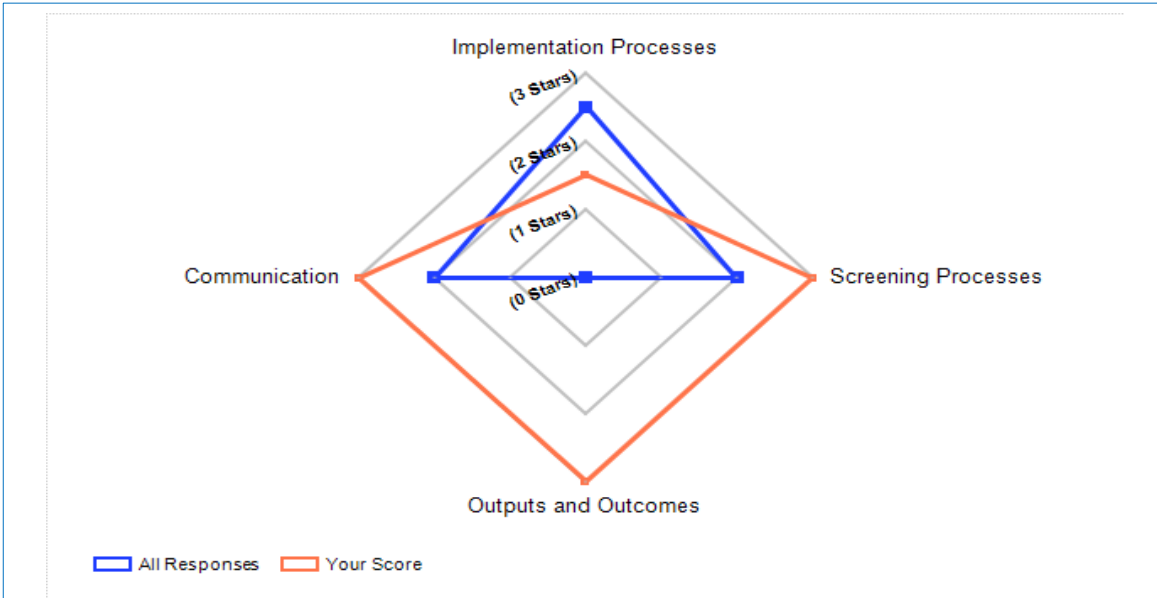 Implementation Processes
(3 Stars)
(2 Stars)
(1 Stars)
(0 Stars)
Communication
Screening Processes
Outputs and Outcomes
All Responses
Your Score